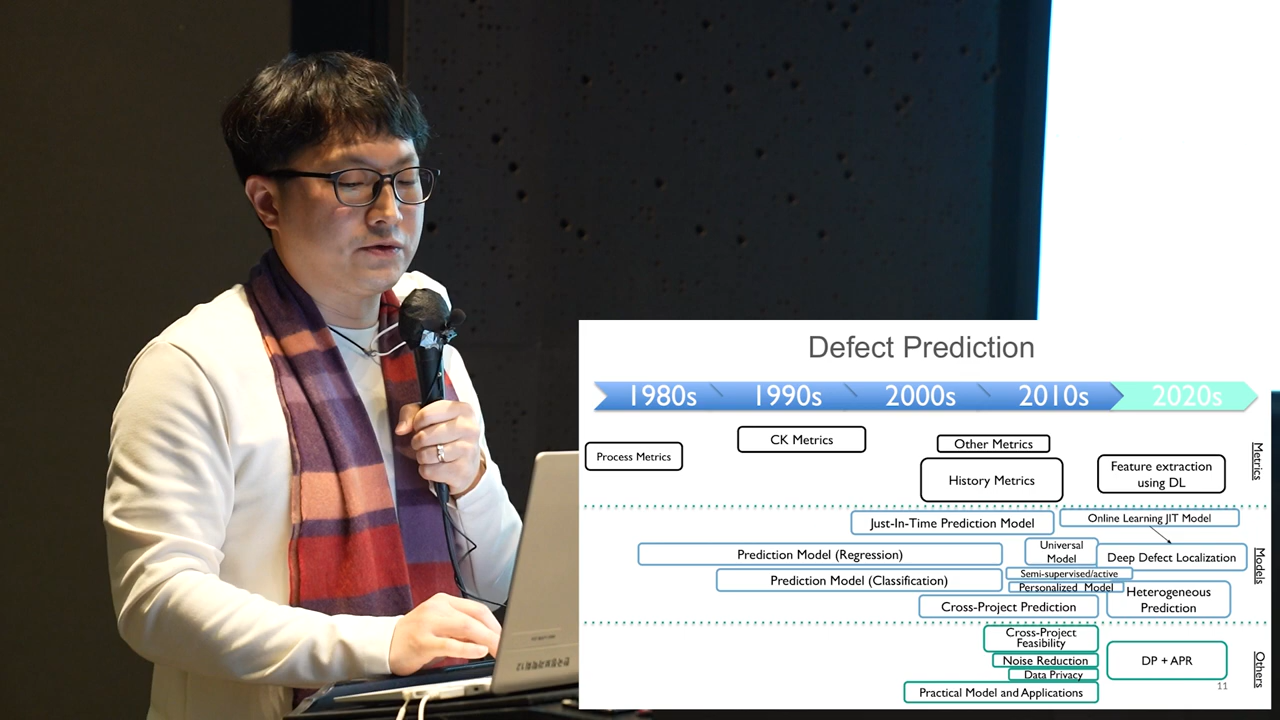 Defect Prediction
1980s
1990s
2000s
2010s
2020s
CK Metrics
Process Metrics
Other Metrics
History Metrics
Feature extraction
using DL
Metrics
Just-In-Time Prediction Model
Online Learning JIT Model
Prediction Model (Regression)
Universal
Model
Deep Defect Localization
Prediction Model (Classification)
Semi-supervised/active
Personalized Model
Heterogeneous
Prediction
Cross-Project Prediction
Models
Cross-Project
Feasibility
Noise Reduction
Data Privacy
Practical Model and Applications
DP + APR
Others
11